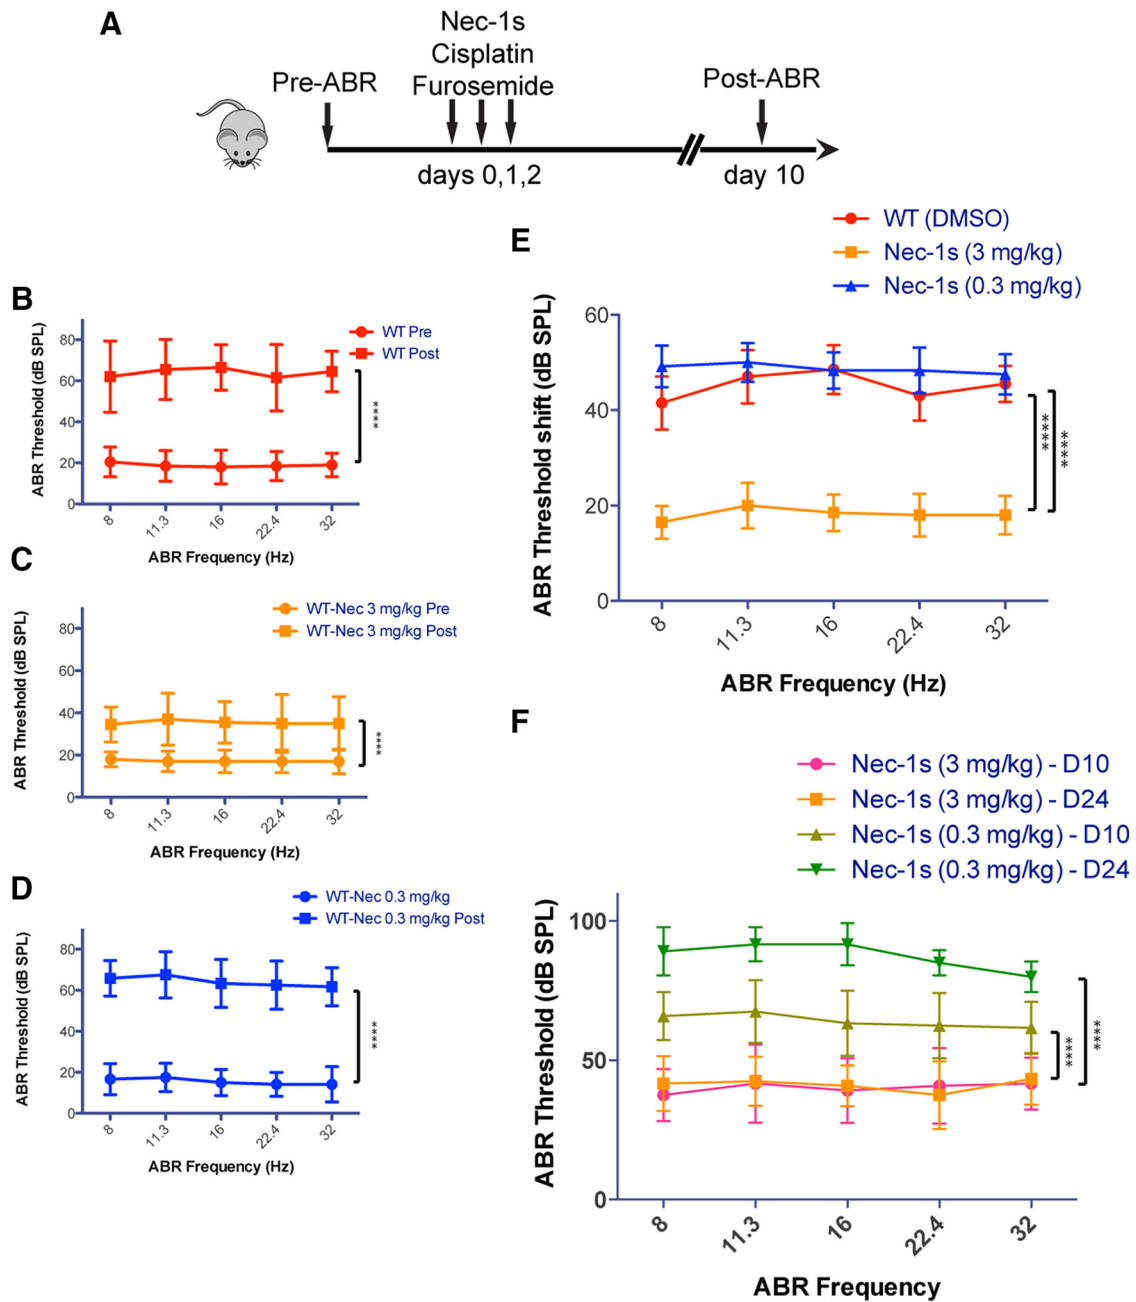 A
Nec-1s
Cisplatin
Furosemide
Pre-ABR
Post-ABR
days 0,1,2
day 10
B
ABR Threshold (dB SPL)
80
60
40
20
0
8
11.3
16
22.4
32
ABR Frequency (Hz)
WT Pre
WT Post
****
C
ABR Threshold (dB SPL)
80
60
40
20
0
8
11.3
16
22.4
32
ABR Frequency (Hz)
WT-Nec 3 mg/kg Pre
WT-Nec 3 mg/kg Post
****
D
ABR Threshold (dB SPL)
80
60
40
20
0
8
11.3
16
22.4
32
ABR Frequency (Hz)
WT-Nec 0.3 mg/kg
WT-Nec 0.3 mg/kg Post
****
E
WT (DMSO)
Nec-1s (3 mg/kg)
Nec-1s (0.3 mg/kg)
ABR Threshold shift (dB SPL)
60
40
20
0
8
11.3
16
22.4
32
ABR Frequency (Hz)
****
****
F
Nec-1s (3 mg/kg) - D10
Nec-1s (3 mg/kg) - D24
Nec-1s (0.3 mg/kg) - D10
Nec-1s (0.3 mg/kg) - D24
ABR Threshold (dB SPL)
100
50
0
8
11.3
16
22.4
32
ABR Frequency
****
****